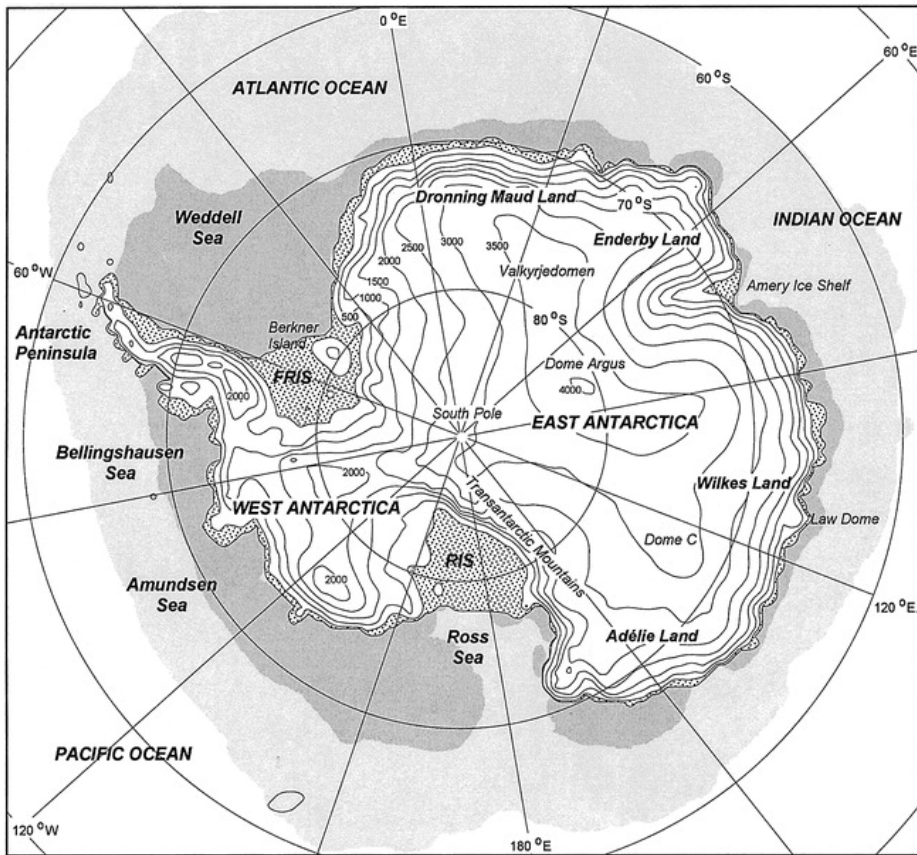 0 °E
60 °E
ATLANTIC OCEAN
60 °S
Dronning Maud Land
70 °S
Weddell
Sea
INDIAN OCEAN
2500
3000
3500
Enderby Land
2000
Valkyrjedomen
60 °W
1500
1000
Amery Ice Shelf
500
80 °S
Antarctic
Peninsula
Berkner
Island
Dome Argus
FRIS
4000
2000
South Pole
EAST ANTARCTICA
Bellingshausen
Sea
2000
WEST ANTARCTICA
Transantarctic Mountains
Wilkes Land
Law Dome
Dome C
RIS
Amundsen
Sea
2000
120 °E
Ross
Sea
Adélie Land
PACIFIC OCEAN
120 °W
180 °E